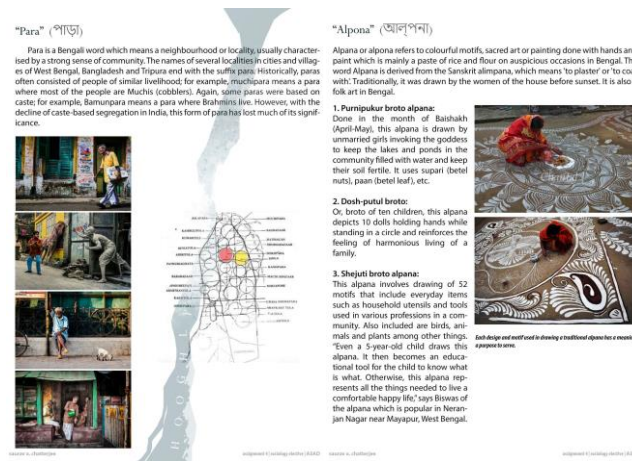 “Para” (পাড়া)
Para is a Bengali word which means a neighbourhood or locality, usually character-
ised by a strong sense of community. The names of several localities in cities and villag-
es of West Bengal, Bangladesh and Tripura end with the suffix para. Historically, paras
often consisted of people of similar livelihood; for example, muchipara means a para
where most of the people are Muchis (cobblers). Again, some paras were based on
caste; for example, Bamunpara means a para where Brahmins live. However, with the
decline of caste-based segregation in India, this form of para has lost much of its signif-
icance.
HOOGHLY
“Alpona” (আল্পনা)
Alpana or alpona refers to colourful motifs, sacred art or painting done with hands an
paint which is mainly a paste of rice and flour on auspicious occasions in Bengal. Th
word Alpana is derived from the Sanskrit alimpana, which means 'to plaster' or 'to coa
with'. Traditionally, it was drawn by the women of the house before sunset. It is also
folk art in Bengal.
1. Purnipukur broto alpana:
Done in the month of Baishakh
(April-May), this alpana is drawn by
unmarried girls invoking the goddess
to keep the lakes and ponds in the
community filled with water and keep
their soil fertile. It uses supari (betel
nuts), paan (betel leaf), etc.
2. Dosh-putul broto:
Or, broto of ten children, this alpana
depicts 10 dolls holding hands while
standing in a circle and reinforces the
feeling of harmonious living of a
family.
3. Shejuti broto alpana:
This alpana involves drawing of 52
motifs that include everyday items
such as household utensils and tools
used in various professions in a com-
munity. Also included are birds, ani-
mals and plants among other things.
“Even a 5-year-old child draws this
alpana. It then becomes an educa-
tional tool for the child to know what
is what. Otherwise, this alpana rep-
resents all the things needed to live a
comfortable happy life,” says Biswas of
the alpana which is popular in Neran-
jan Nagar near Mayapur, West Bengal.
Each design and motif used in drawing a traditional alpana has a meanin
a purpose to serve.